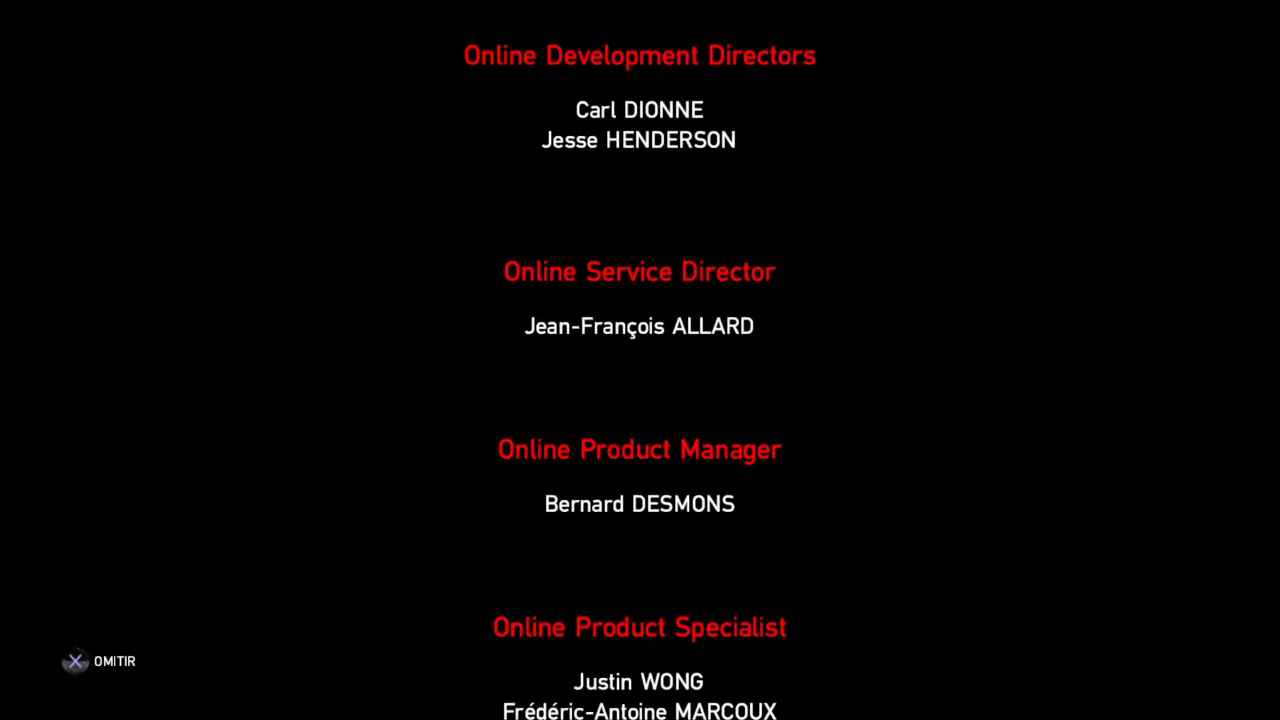 Online Development Directors
Carl DIONNE
Jesse HENDERSON
Online Service Director
Jean-François ALLARD
Online Product Manager
Bernard DESMONS
Online Product Specialist
OMITIR
Justin WONG
Frédéric-Antoine MARCOUX